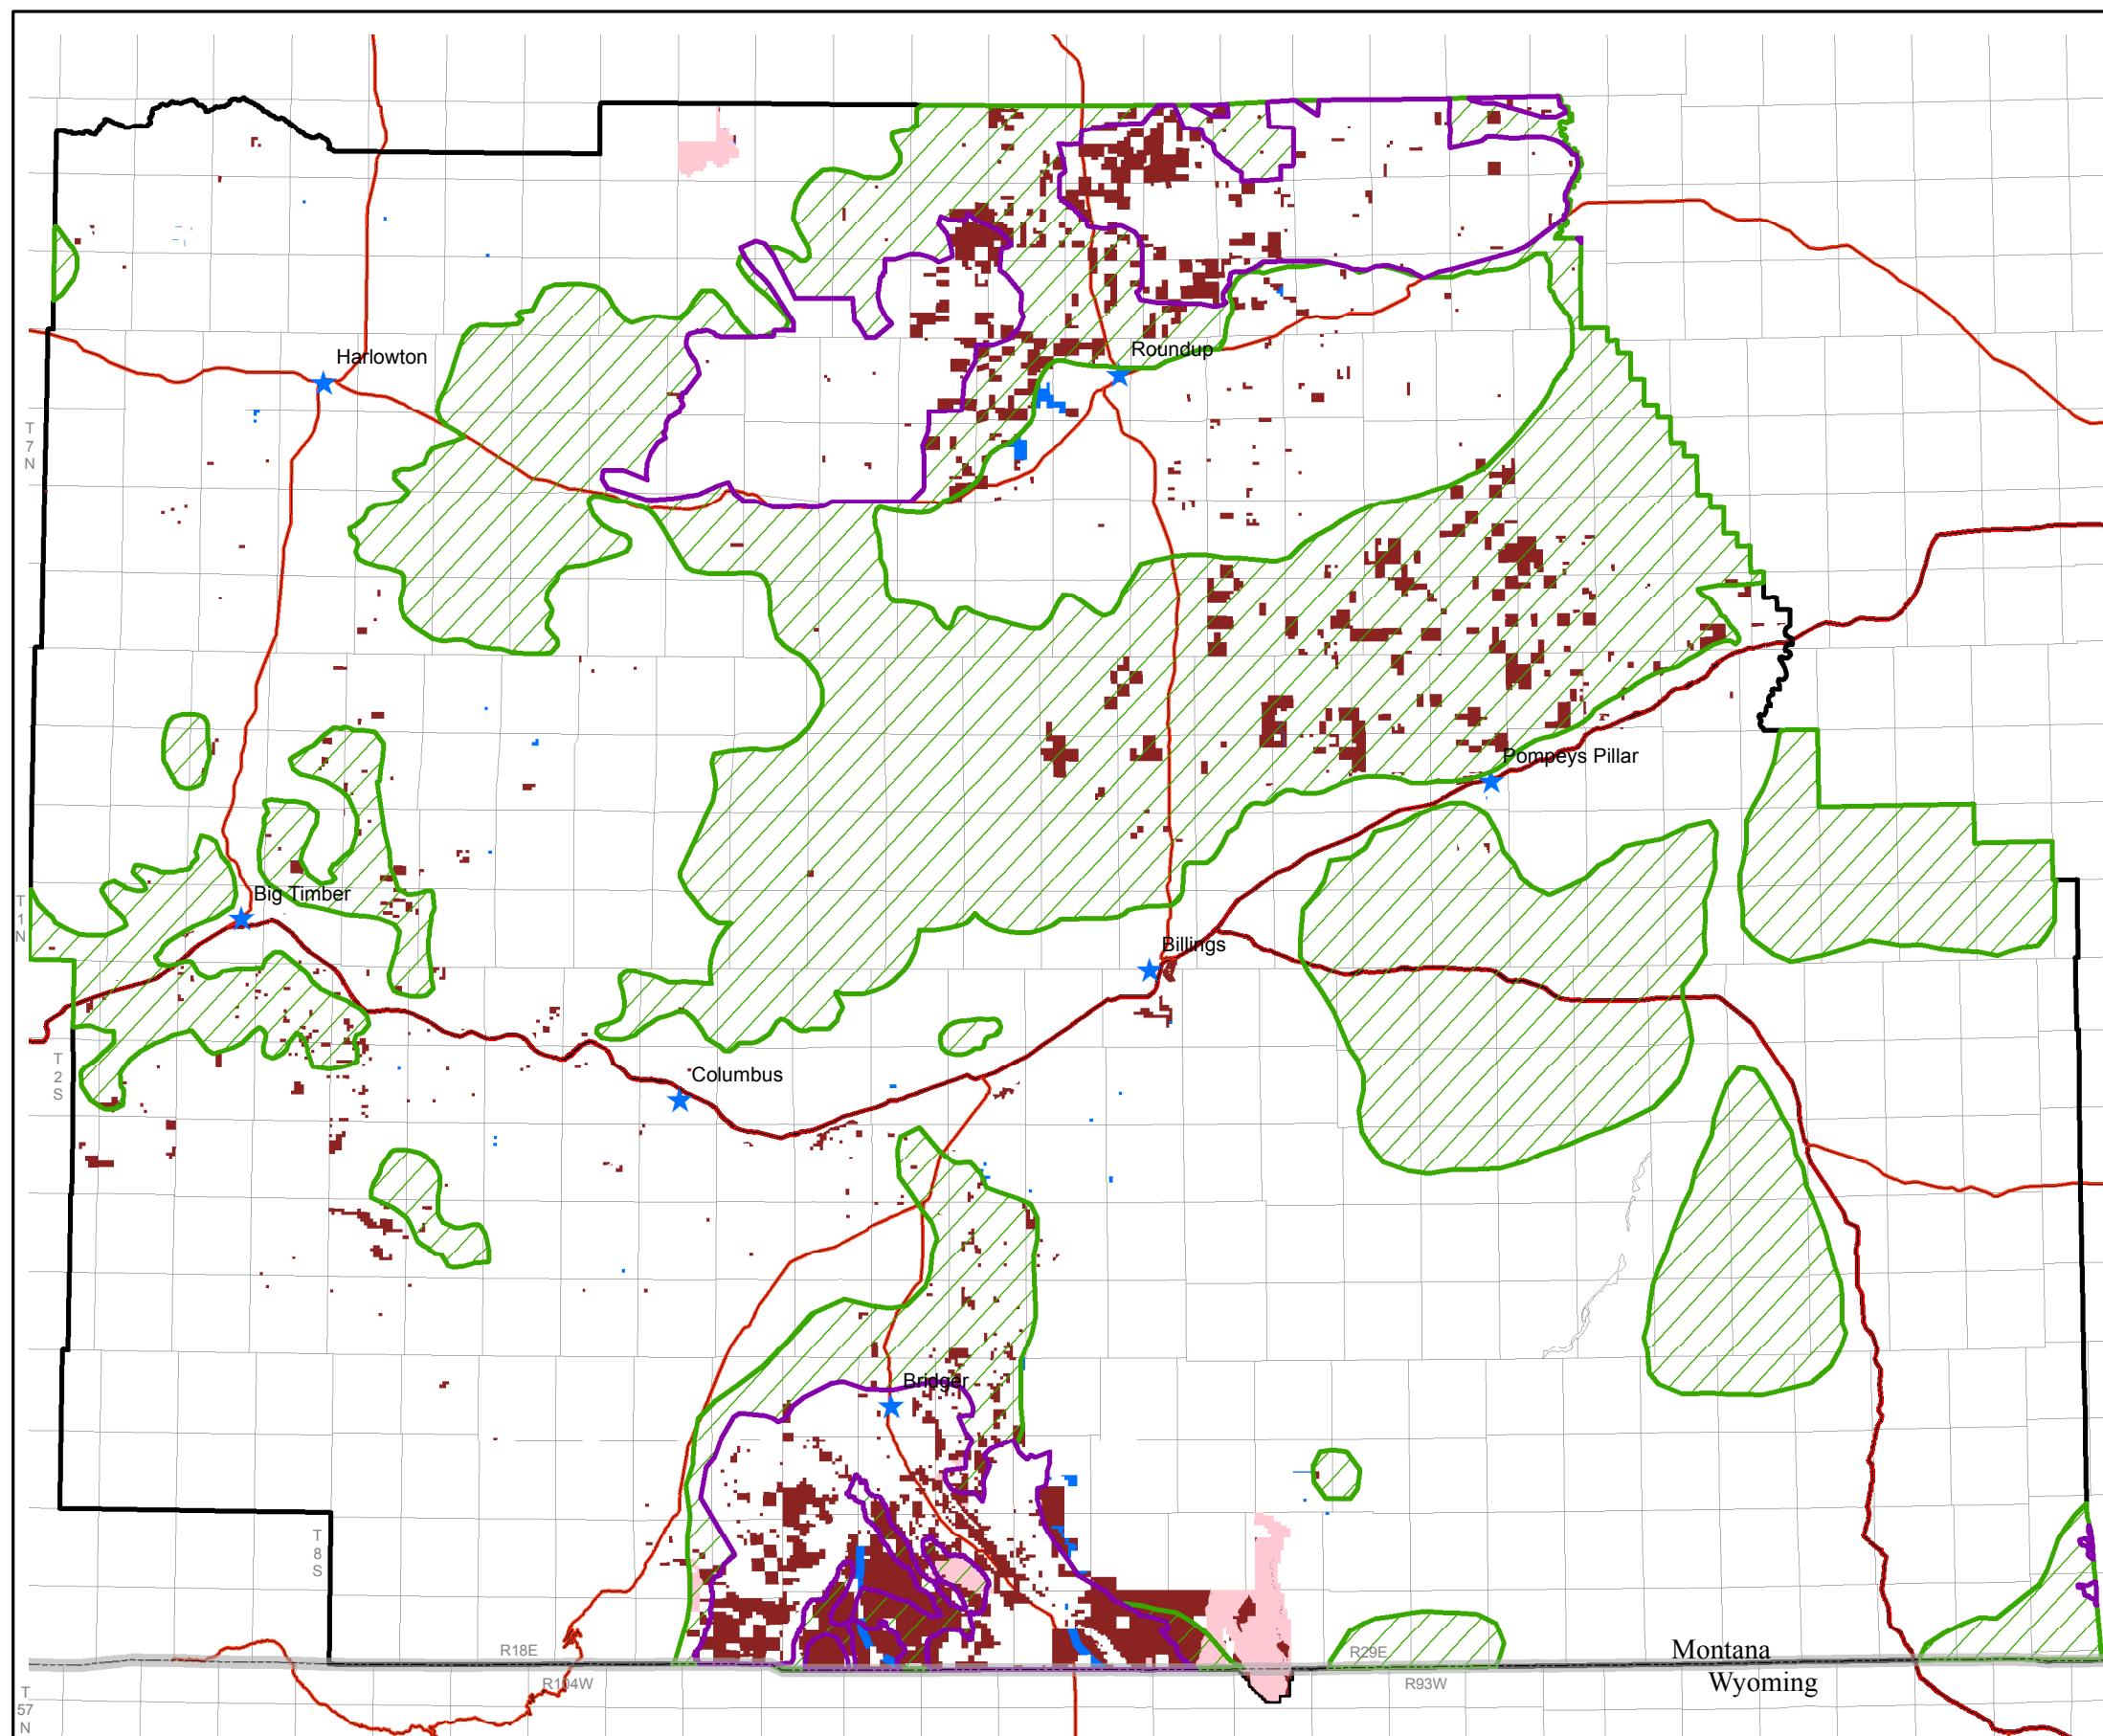 Harlowton
Roundup
T
7
N
Pompeys Pillar
Big Timber
T
1
N
Billings
T
2
S
Columbus
Bridger
T
8
S
R18E
R29E
Montana
R104W
R93W
Wyoming
T
57
N